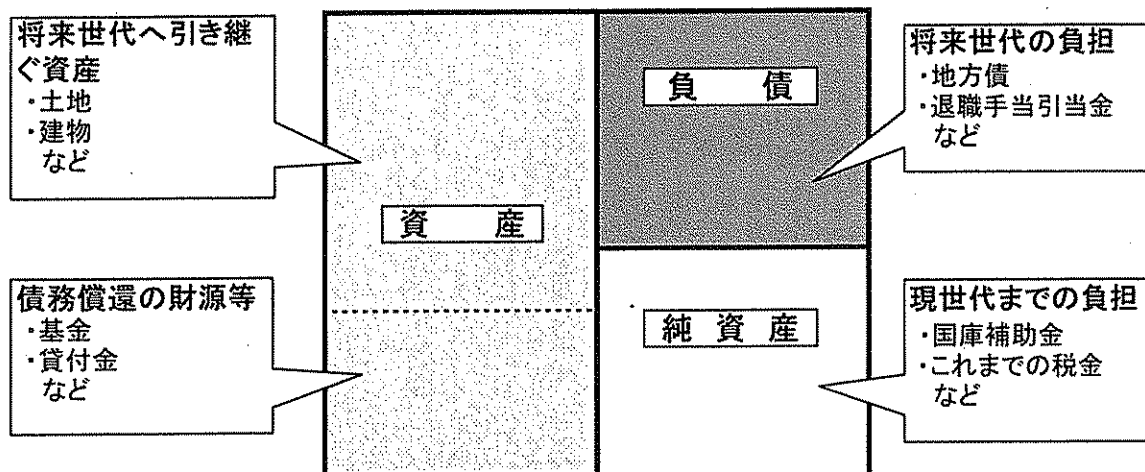 将来世代へ引き継
ぐ資産
・土地
・建物
など
債務償還の財源等
・基金
・貸付金
など
資産
負債
純資産
将来世代の負担
・地方債
・退職手当引当金
など
現世代までの負担
・国庫補助金
・これまでの税金
など